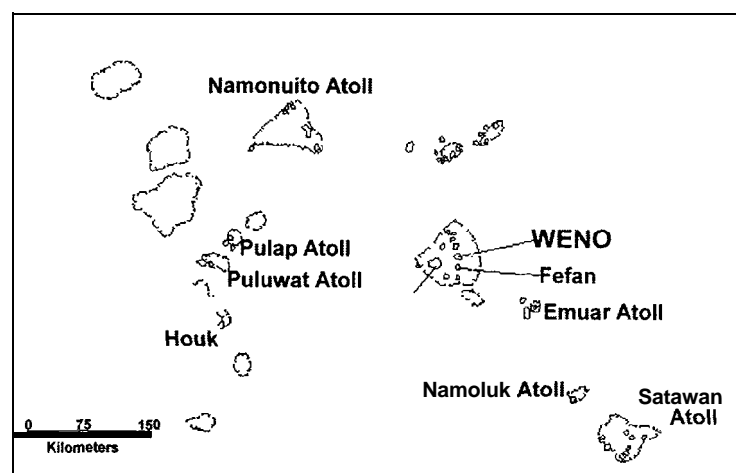 Namonuito Atoll
WENO
Pulap Atoll
Fefan
Puluwat Atoll
Emuar Atoll
Houk
Namoluk Atoll
Satawan
Atoll
0 75 150
Kilometers